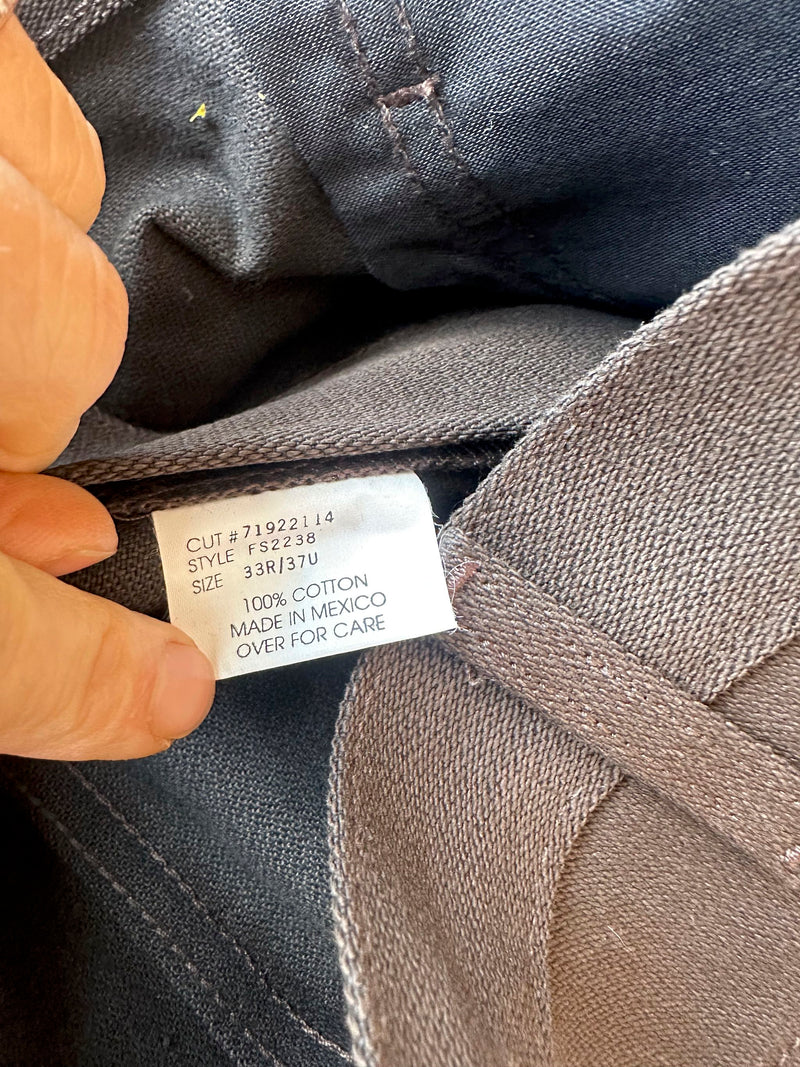 CUT # 71922114
STYLE FS2238
SIZE 33R/37U
100% COTTON
MADE IN MEXICO
OVER FOR CARE